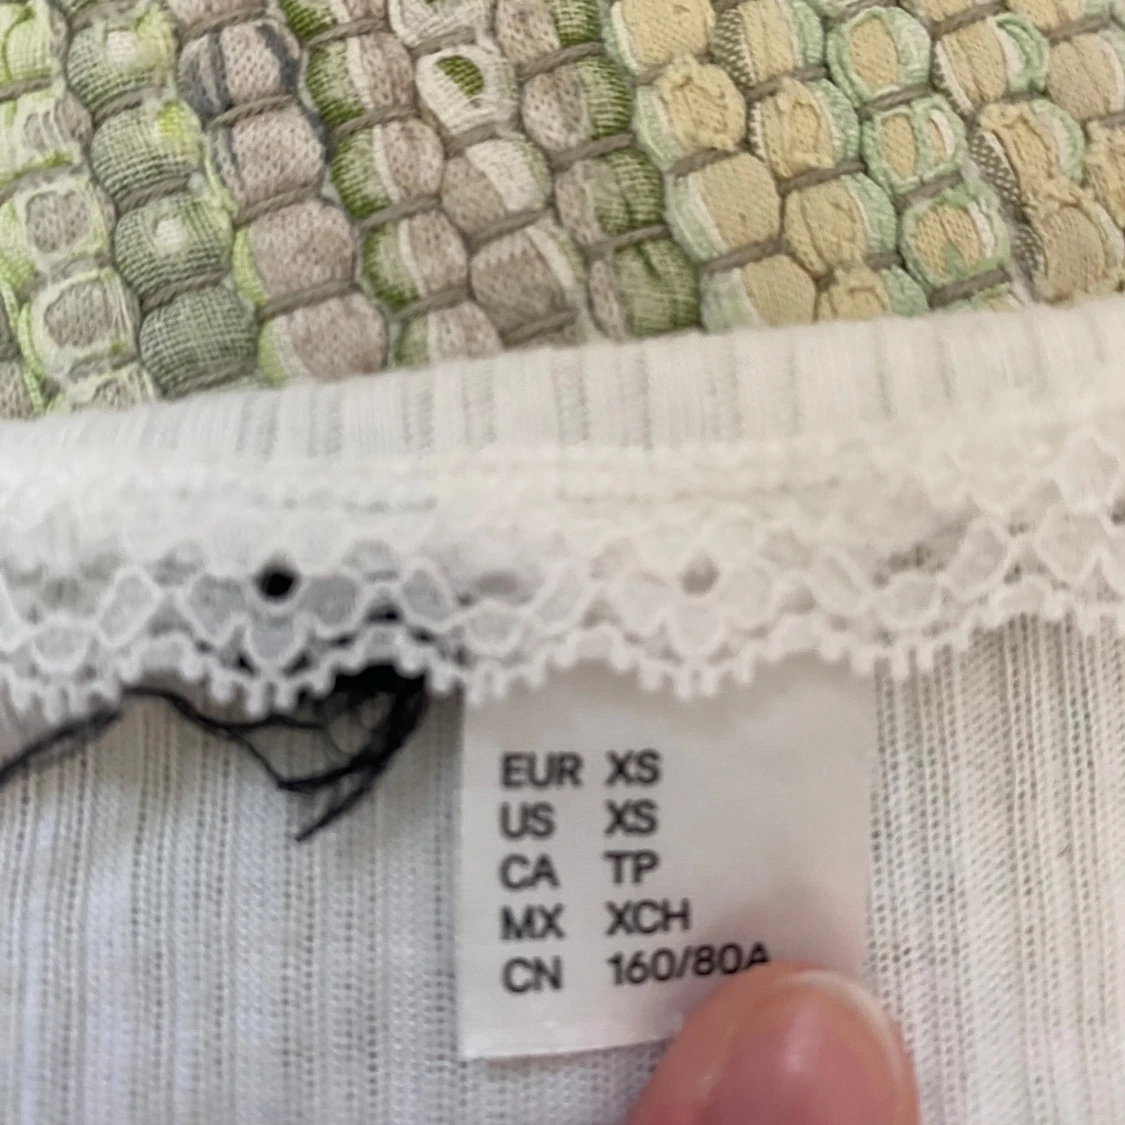 EUR XS
US XS
CA TP
MX XCH
CN 160/80A